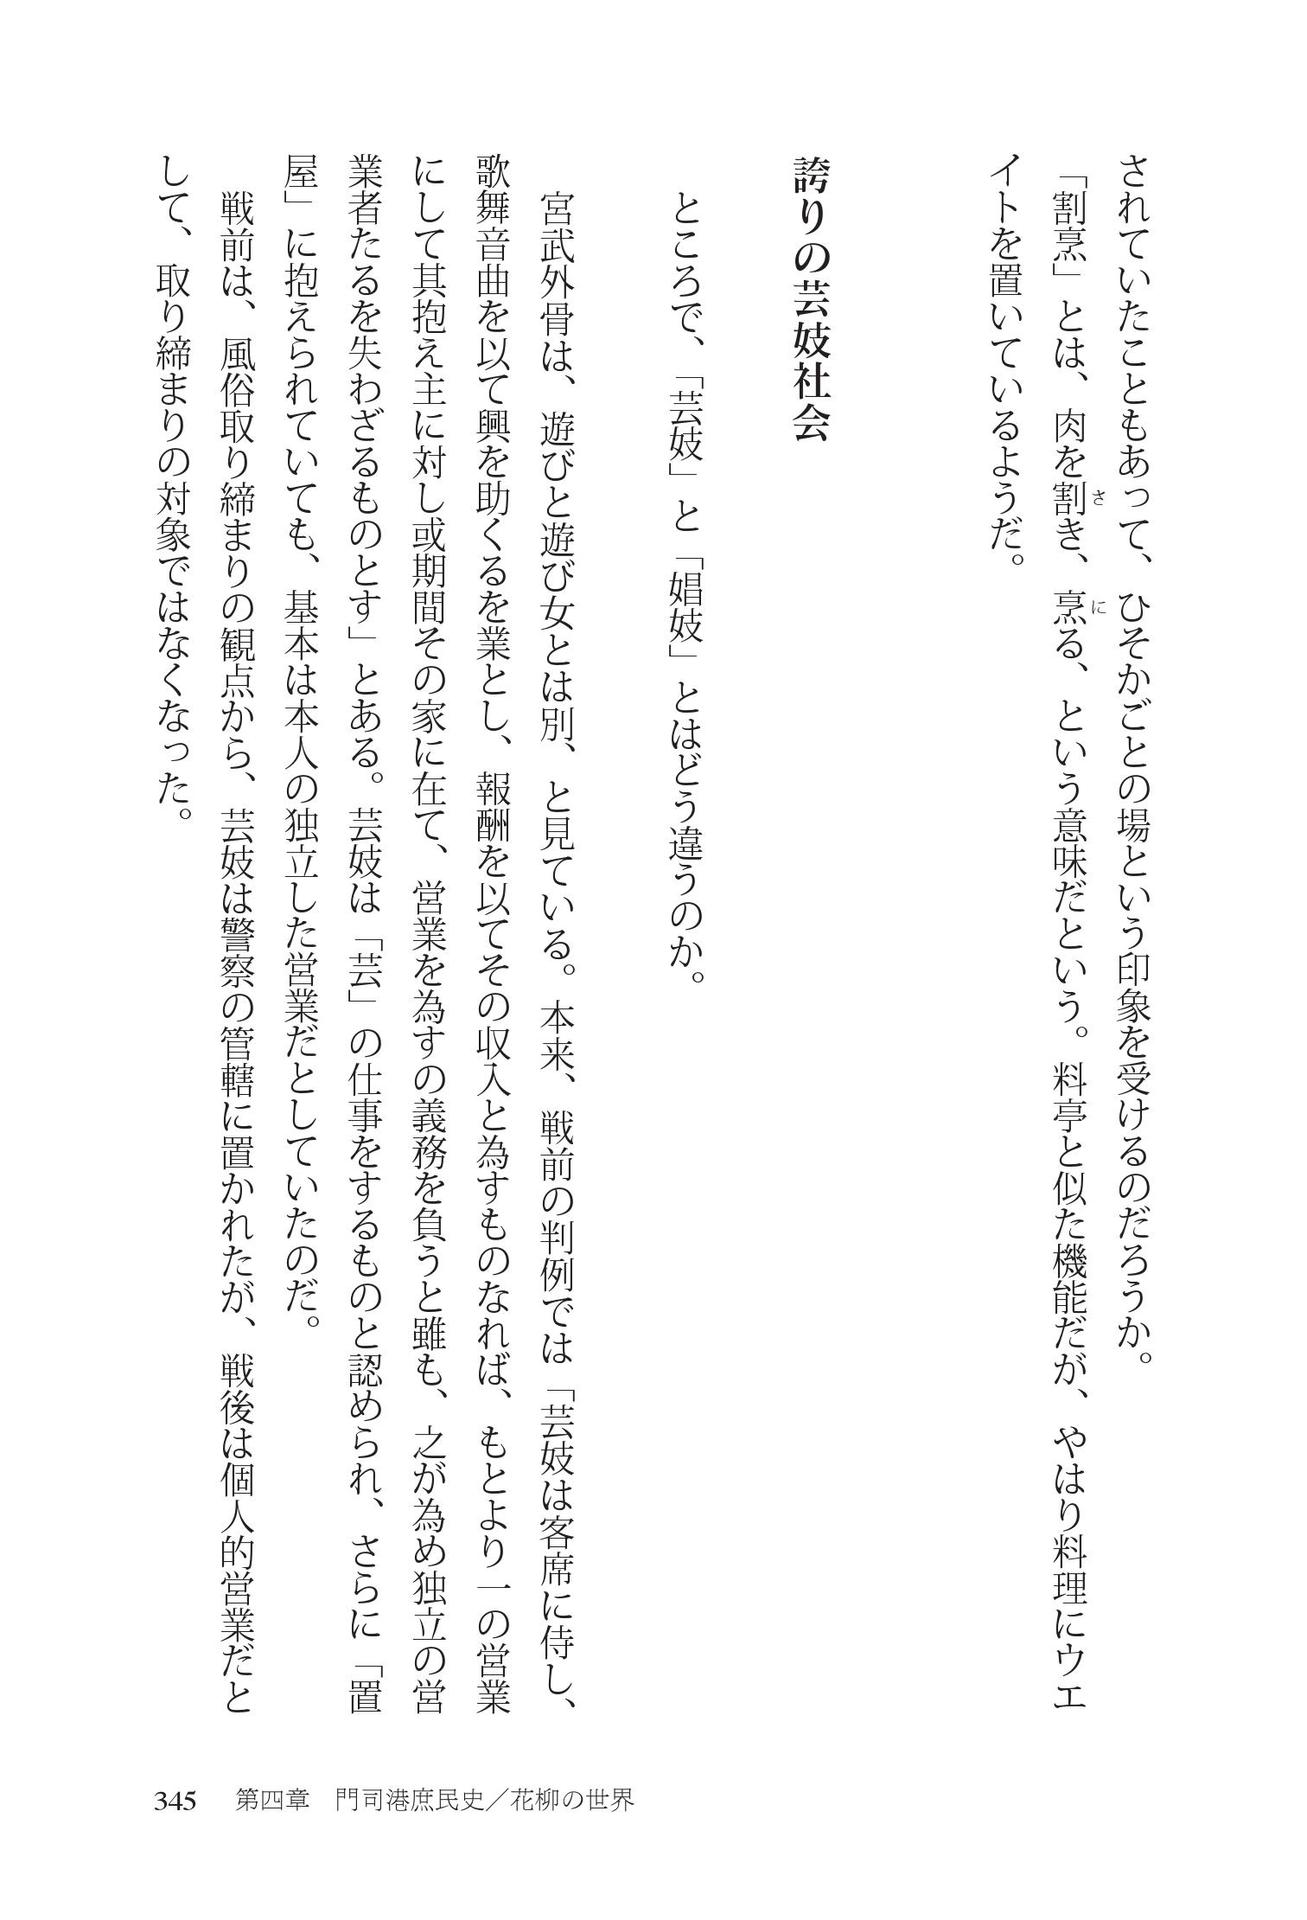 されていたこともあって、ひそかごとの場という印象を受けるのだろうか。
「割烹」とは、肉を割き、烹る、という意味だという。料亭と似た機能だが、やはり料理にウエ
さ
に
イトを置いているようだ。
誇りの芸妓社会
ところで、「芸妓」と「娼妓」とはどう違うのか。
宮武外骨は、遊びと遊び女とは別、と見ている。本来、戦前の判例では「芸妓は客席に侍し、
歌舞音曲を以て興を助くるを業とし、報酬を以てその収入と為すものなれば、もとより一の営業
にして其抱え主に対し或期間その家に在て、営業を為すの義務を負うと雖も、之が為め独立の営
業者たるを失わざるものとす」とある。芸妓は「芸」の仕事をするものと認められ、さらに「置
屋」に抱えられていても、基本は本人の独立した営業だとしていたのだ。
戦前は、風俗取り締まりの観点から、芸妓は警察の管轄に置かれたが、戦後は個人的営業だと
して、取り締まりの対象ではなくなった。
345 第四章 門司港庶民史／花柳の世界